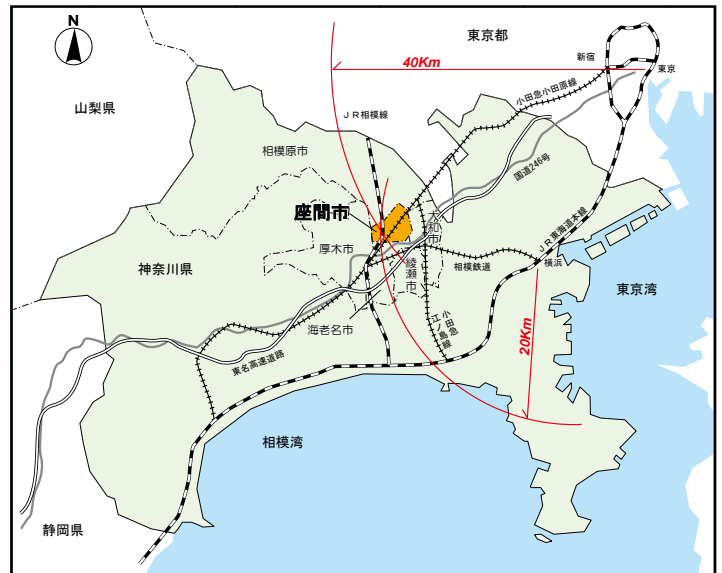 N
東京都
新宿
東京
40Km
山梨県
小田急小田原線
JR相模線
相模原市
国道246号
座間市
大和市
厚木市
綾瀬市
相模鉄道
JR東海道本線
横浜
神奈川県
東京湾
海老名市
小田急
江ノ島線
20Km
東名高速道路
相模湾
静岡県